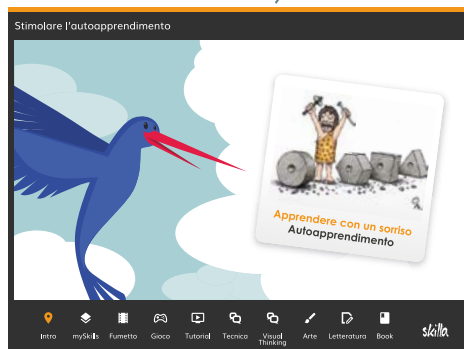 Stimolare l'autoapprendimento
Apprendere con un sorriso
Autoapprendimento
Intro
mySkills
Fumetto
Gioco
Tutorial
Tecnica
Visual
Thinking
Arte
Letteratura
Book
skilla